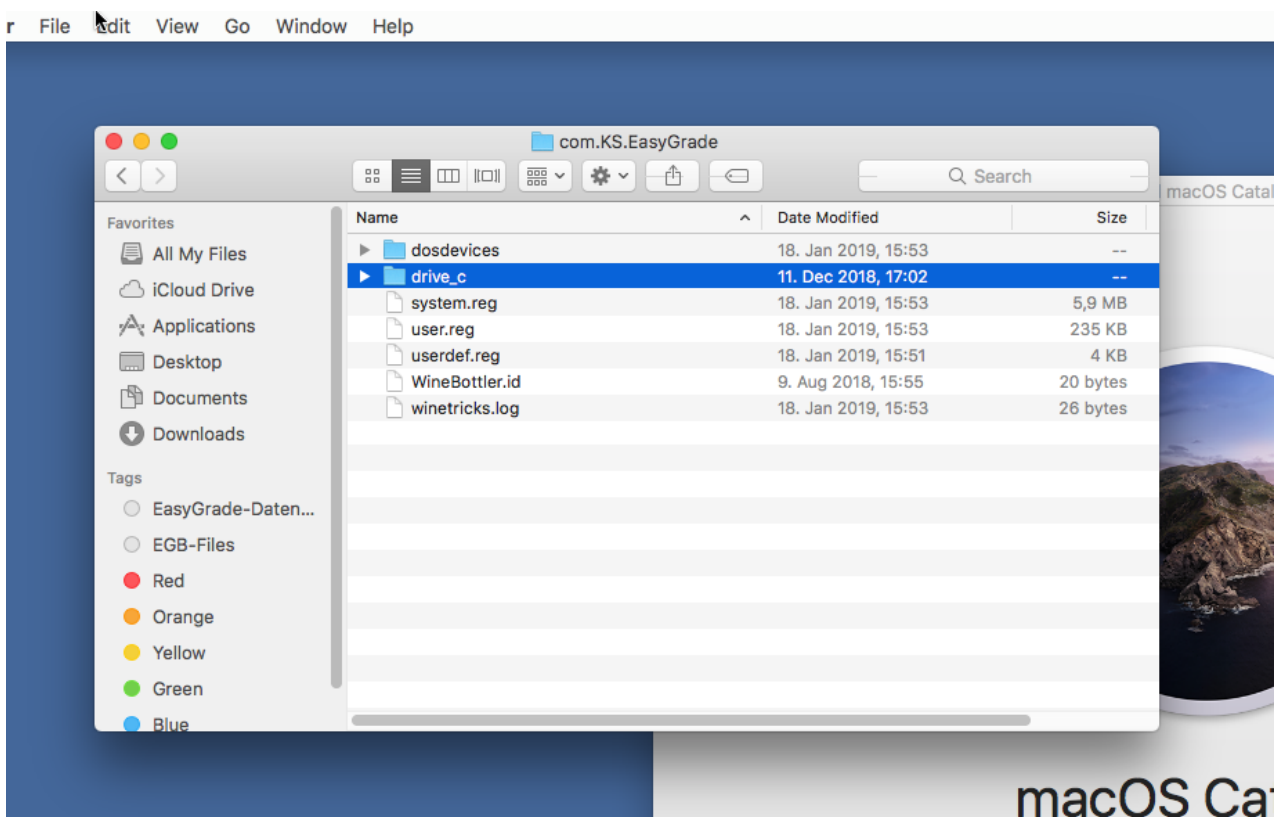 r File Edit View Go Window Help
com.KS.EasyGrade
Search
macOS Catal
Favorites
All My Files
iCloud Drive
Applications
Desktop
Documents
Downloads
Tags
EasyGrade-Daten...
EGB-Files
Red
Orange
Yellow
Green
Blue
Name Date Modified Size
dosdevices 18. Jan 2019, 15:53 --
drive_c 11. Dec 2018, 17:02 --
system.reg 18. Jan 2019, 15:53 5,9 MB
user.reg 18. Jan 2019, 15:53 235 KB
userdef.reg 18. Jan 2019, 15:51 4 KB
WineBottler.id 9. Aug 2018, 15:55 20 bytes
winetricks.log 18. Jan 2019, 15:53 26 bytes
macOS Cat